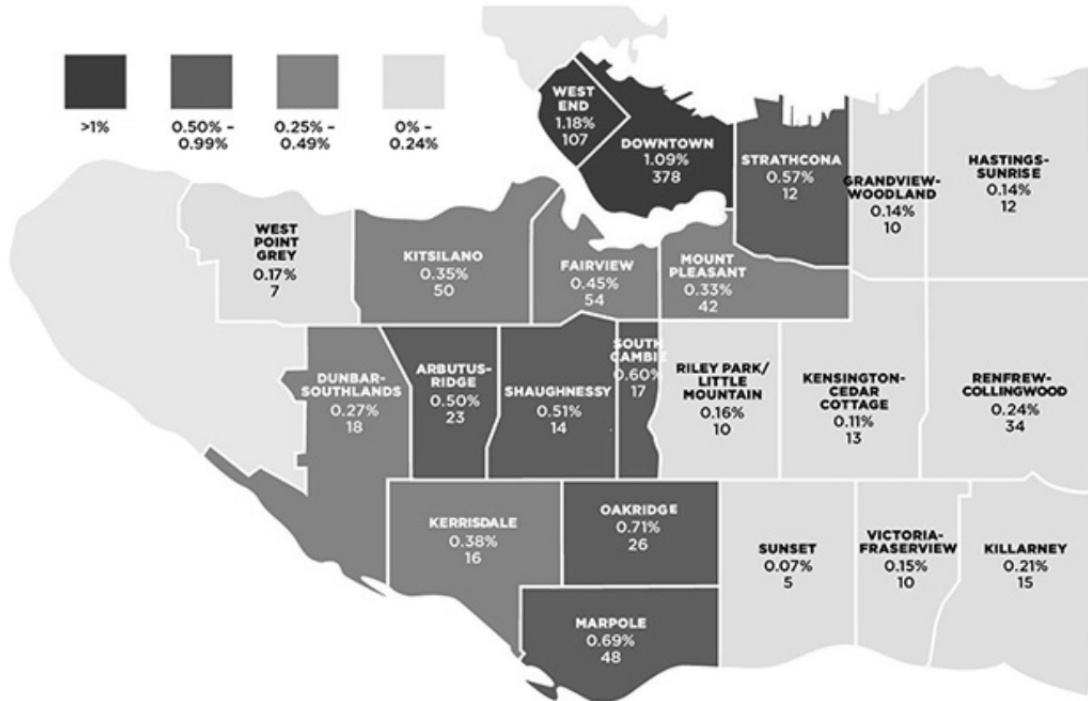 >1%
0.50% –
0.99%
0.25% –
0.49%
0% –
0.24%
WEST
END
1.18%
107
DOWNTOWN
1.09%
378
STRATHCONA
0.57%
12
GRANDVIEW-
WOODLAND
0.14%
10
HASTINGS-
SUNRISE
0.14%
12
WEST
POINT
GREY
0.17%
7
KITSILANO
0.35%
50
FAIRVIEW
0.45%
54
MOUNT
PLEASANT
0.33%
42
DUNBAR-
SOUTHLANDS
0.27%
18
ARBUTUS-
RIDGE
0.50%
23
SHAUGHNESSY
0.51%
14
SOUTH
CAMBIE
0.60%
17
RILEY PARK/
LITTLE
MOUNTAIN
0.16%
10
KENSINGTON-
CEDAR
COTTAGE
0.11%
13
RENFREW-
COLLINGWOOD
0.24%
34
KERRISDALE
0.38%
16
OAKRIDGE
0.71%
26
SUNSET
0.07%
5
VICTORIA-
FRASERVIEW
0.15%
10
KILLARNEY
0.21%
15
MARPOLE
0.69%
48